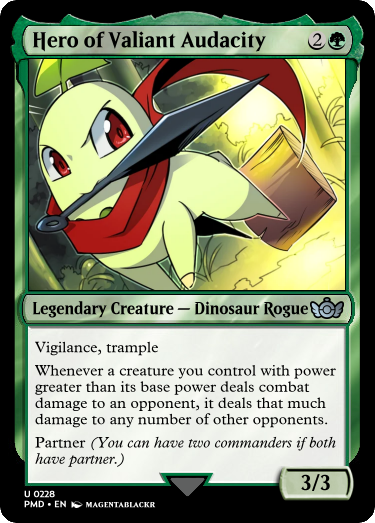 Hero of Valiant Audacity 2
Legendary Creature — Dinosaur Rogue
Vigilance, trample
Whenever a creature you control with power
greater than its base power deals combat
damage to an opponent, it deals that much
damage to any number of other opponents.
Partner (You can have two commanders if both
have partner.)
3/3
U 0228
PMD • EN MAGENTABLACKR